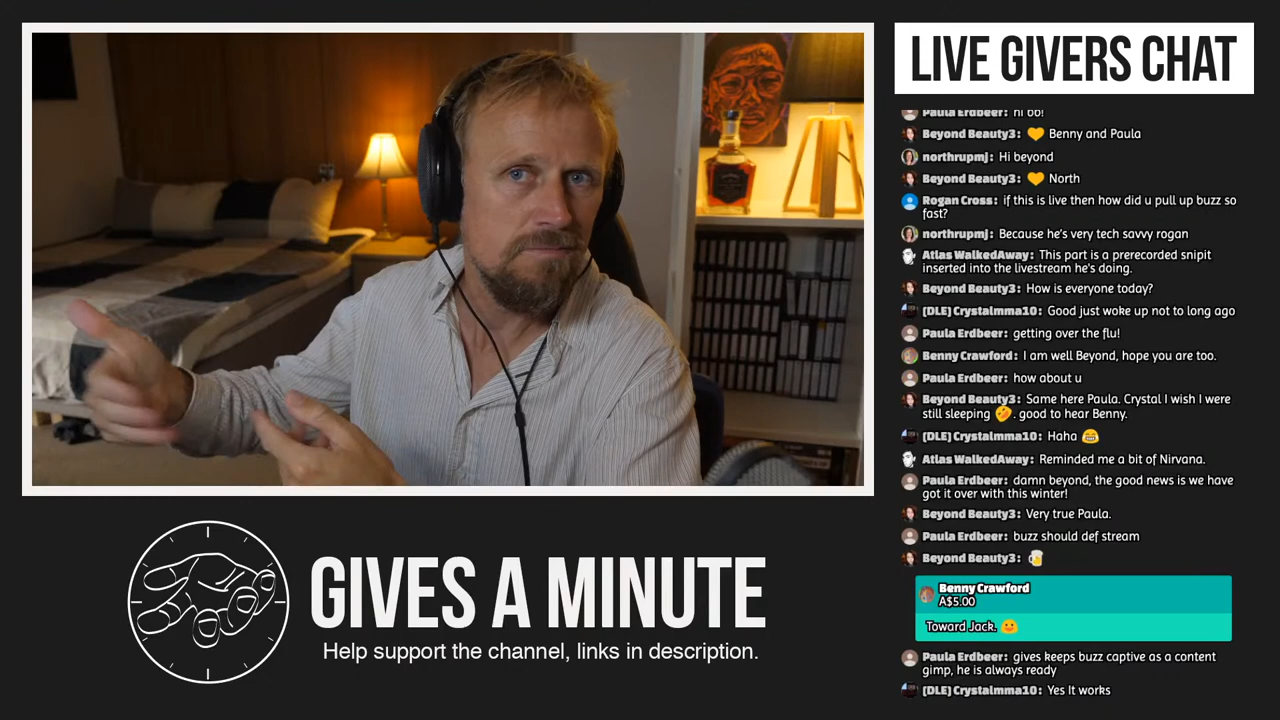 LIVE GIVERS CHAT
Paula Erdbeer: hi 66!
Beyond Beauty3: 🧡 Benny and Paula
northrupmj: Hi beyond
Beyond Beauty3: 🧡 North
Rogan Cross: if this is live then how did u pull up buzz so
fast?
northrupmj: Because he's very tech savvy rogan
Atlas WalkedAway: This part is a prerecorded snipit
inserted into the livestream he's doing.
Beyond Beauty3: How is everyone today?
(DLE) Crystalmma10: Good just woke up not to long ago
Paula Erdbeer: getting over the flu!
Benny Crawford: I am well Beyond, hope you are too.
Paula Erdbeer: how about u
Beyond Beauty3: Same here Paula. Crystal I wish I were
still sleeping 🤧. good to hear Benny.
(DLE) Crystalmma10: Haha 😂
Atlas WalkedAway: Reminded me a bit of Nirvana.
Paula Erdbeer: damn beyond, the good news is we have
got it over with this winter!
Beyond Beauty3: Very true Paula.
Paula Erdbeer: buzz should def stream
Beyond Beauty3: 🍺
Benny Crawford
A$5.00
Toward Jack. 🙂
Paula Erdbeer: gives keeps buzz captive as a content
gimp, he is always ready
(DLE) Crystalmma10: Yes It works
GIVES A MINUTE
Help support the channel, links in description.